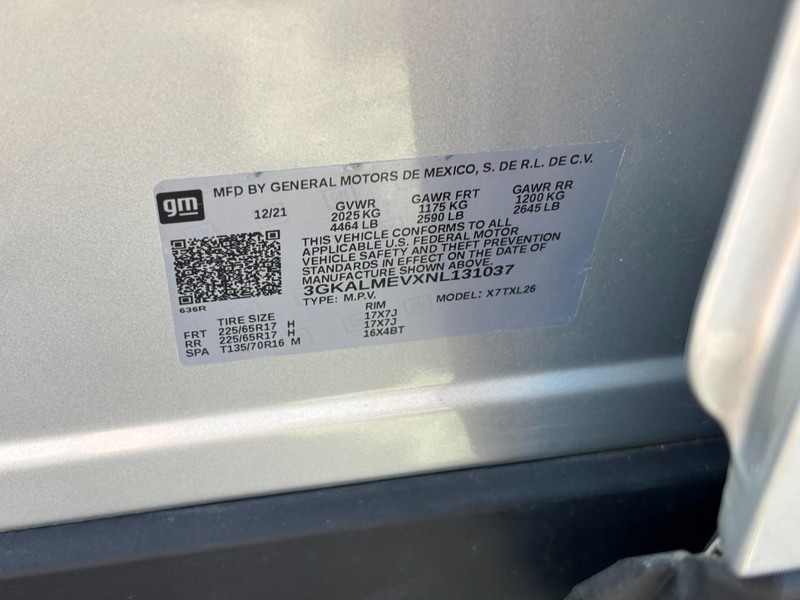 gm
MFD BY GENERAL MOTORS DE MEXICO, S. DE R.L. DE C.V.
12/21 GVWR GAWR FRT GAWR RR
2025 KG 1175 KG 1200 KG
4464 LB 2590 LB 2645 LB
THIS VEHICLE CONFORMS TO ALL
APPLICABLE U.S. FEDERAL MOTOR
VEHICLE SAFETY AND THEFT PREVENTION
STANDARDS IN EFFECT ON THE DATE OF
MANUFACTURE SHOWN ABOVE.
3GKALMEVXNL131037
TYPE: M.P.V. MODEL: X7TXL26
636R
TIRE SIZE RIM
FRT 225/65R17 H 17X7J
RR 225/65R17 H 17X7J
SPA T135/70R16 M 16X4BT